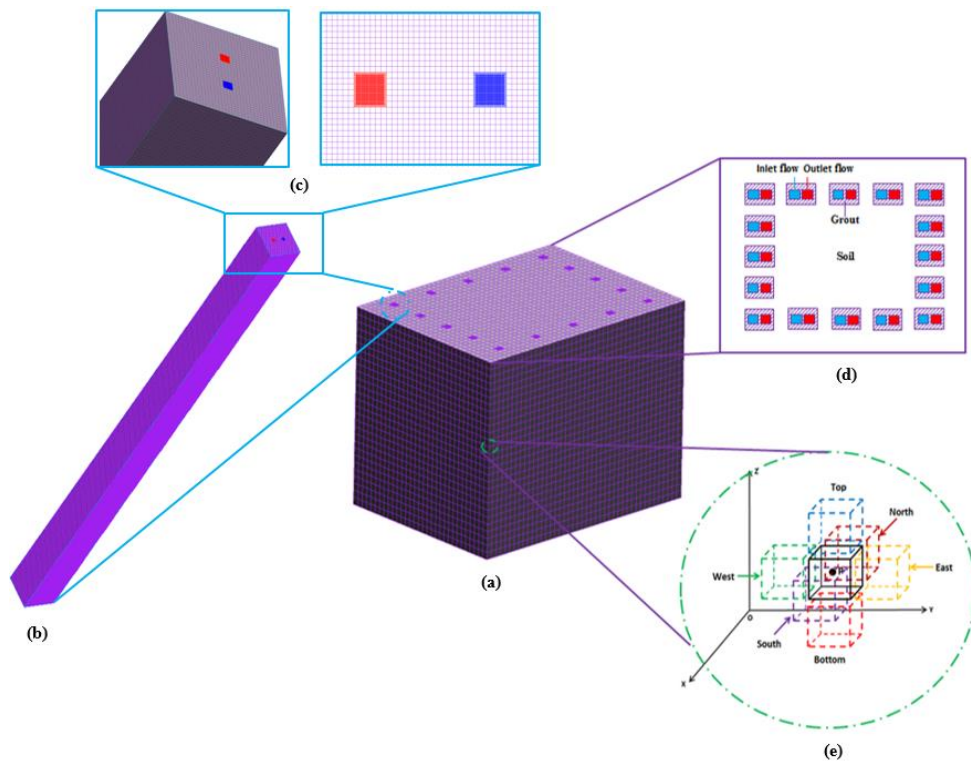 (c)
Inlet flow Outlet flow
Grout
Soil
(d)
(a)
(b)
Z
Top
North
West
P
East
O
Y
South
Bottom
X
(e)